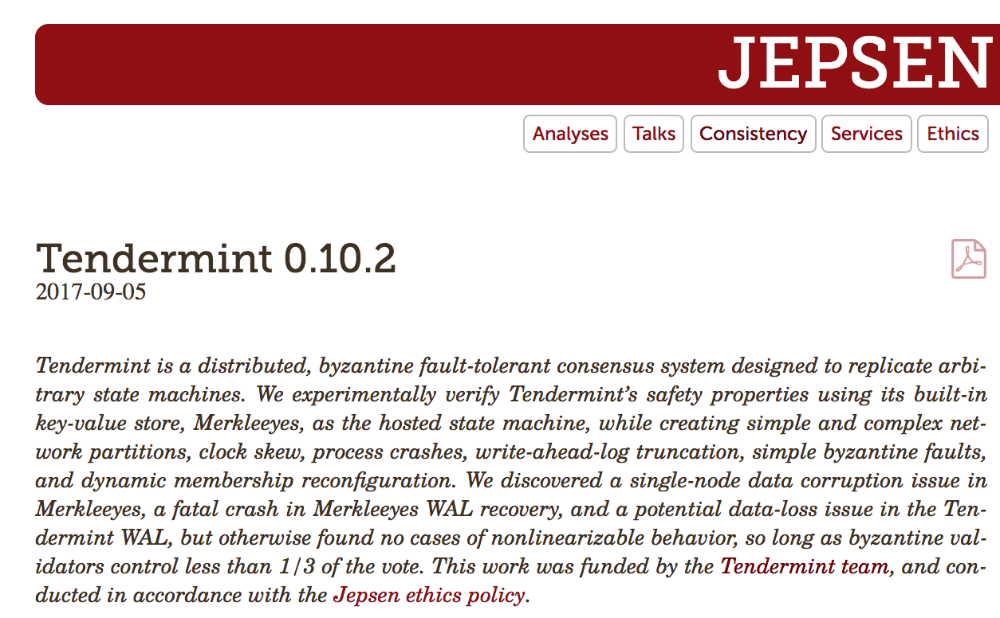 JEPSEN
Analyses Talks Consistency Services Ethics
Tendermint 0.10.2
2017-09-05
Tendermint is a distributed, byzantine fault-tolerant consensus system designed to replicate arbi-
trary state machines. We experimentally verify Tendermint’s safety properties using its built-in
key-value store, Merkleeyes, as the hosted state machine, while creating simple and complex net-
work partitions, clock skew, process crashes, write-ahead-log truncation, simple byzantine faults,
and dynamic membership reconfiguration. We discovered a single-node data corruption issue in
Merkleeyes, a fatal crash in Merkleeyes WAL recovery, and a potential data-loss issue in the Ten-
dermint WAL, but otherwise found no cases of nonlinearizable behavior, so long as byzantine val-
idators control less than 1/3 of the vote. This work was funded by the Tendermint team, and con-
ducted in accordance with the Jepsen ethics policy.